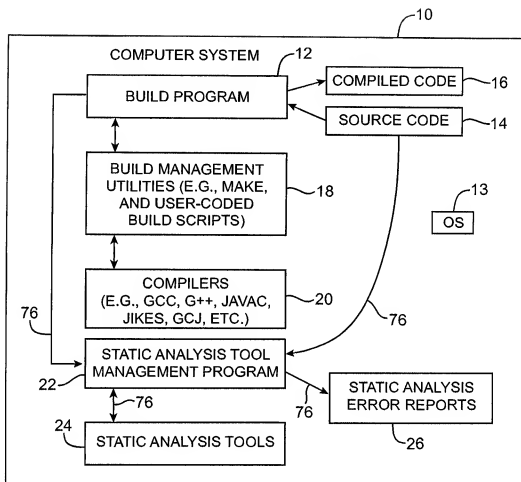 10
COMPUTER SYSTEM
12
BUILD PROGRAM
COMPILED CODE
16
SOURCE CODE
14
BUILD MANAGEMENT
UTILITIES (E.G., MAKE,
AND USER-CODED
BUILD SCRIPTS)
18
13
OS
COMPILERS
(E.G., GCC, G++, JAVAC,
JIKES, GCJ, ETC.)
20
76
76
STATIC ANALYSIS TOOL
MANAGEMENT PROGRAM
22
76
76
STATIC ANALYSIS
ERROR REPORTS
26
24
STATIC ANALYSIS TOOLS